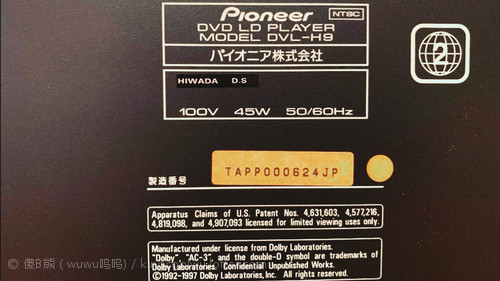 Pioneer
NTSC
DVD LD PLAYER
MODEL DVL-H9
パイオニア株式会社
2
HIWADA D.S
100V 45W 50/60Hz
TAPP000624JP
製造番号
Apparatus Claims of U.S. Patent Nos. 4,631,603, 4,577,216,
4,819,098, and 4,907,093 licensed for limited viewing uses only.
Manufactured under license from Dolby Laboratories.
"Dolby", "AC-3", and the double-D symbol are trademarks of
Dolby Laboratories. Confidential Unpublished Works.
©1992-1997 Dolby Laboratories, Inc. All rights reserved.
© 傻B熊 ( wuwu呜呜) /